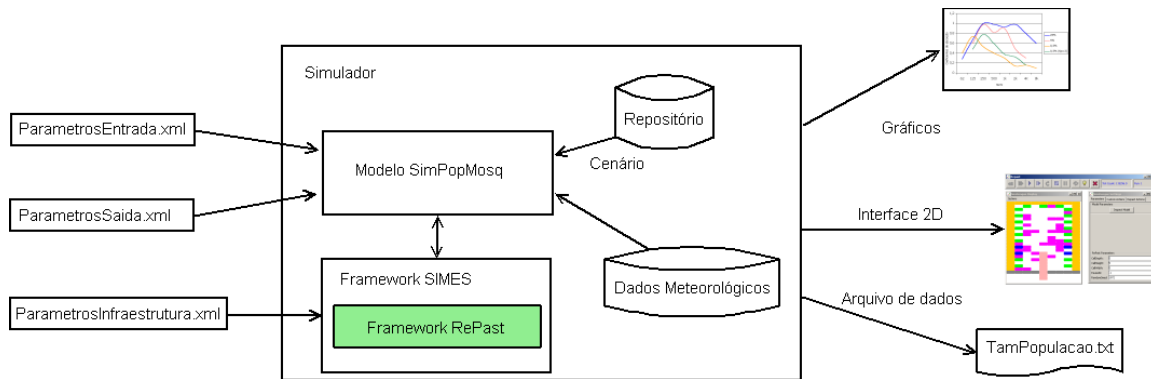 Simulador
ParametrosEntrada.xml
Repositório
Gráficos
Modelo SimPopMosq
Cenário
ParametrosSaida.xml
Interface 2D
Framework SIMES
Dados Meteorológicos
Arquivo de dados
ParametrosInfraestrutura.xml
Framework RePast
TamPopulacao.txt